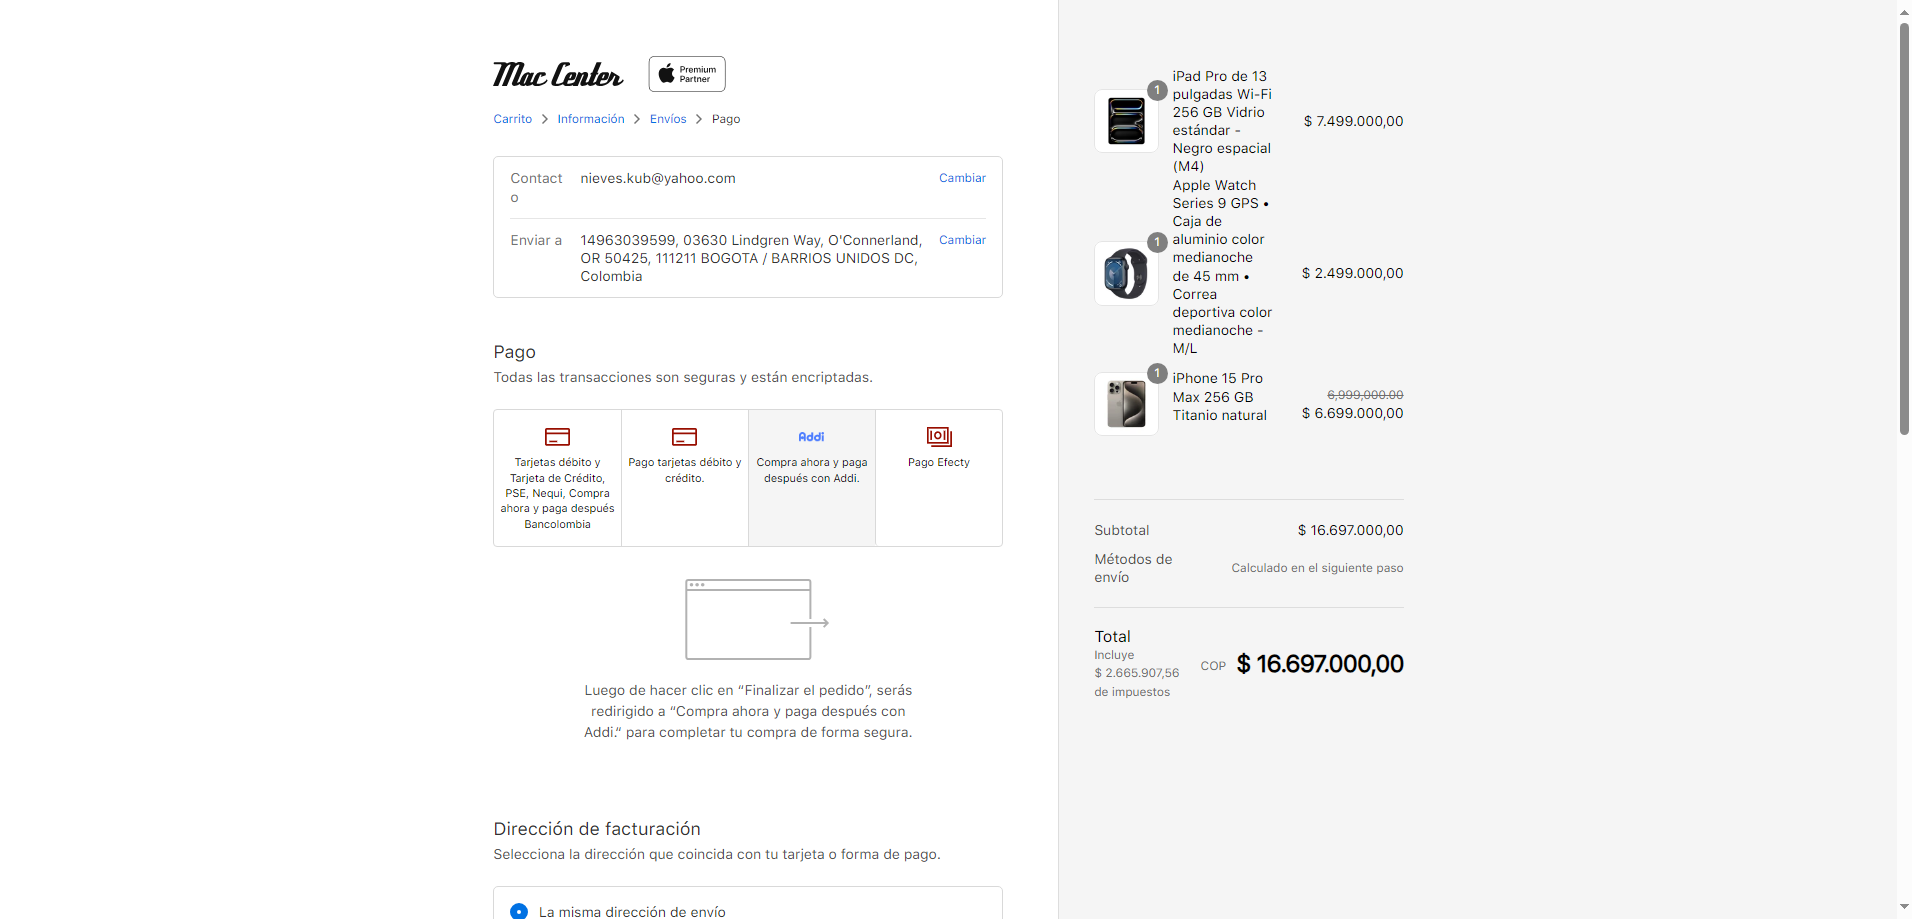 Mac Center
Premium
Partner
Carrito
Información
Envíos
Pago
Contact
o
nieves.kub@yahoo.com
Cambiar
Enviar a
14963039599, 03630 Lindgren Way, O'Connerland,
OR 50425, 111211 BOGOTA / BARRIOS UNIDOS DC,
Colombia
Cambiar
Pago
Todas las transacciones son seguras y están encriptadas.
Tarjetas débito y
Tarjeta de Crédito,
PSE, Nequi, Compra
ahora y paga después
Bancolombia
Pago tarjetas débito y
crédito.
Addi
Compra ahora y paga
después con Addi.
Pago Efecty
Luego de hacer clic en “Finalizar el pedido”, serás
redirigido a “Compra ahora y paga después con
Addi.“ para completar tu compra de forma segura.
Dirección de facturación
Selecciona la dirección que coincida con tu tarjeta o forma de pago.
La misma dirección de envío
1
iPad Pro de 13
pulgadas Wi-Fi
256 GB Vidrio
estándar -
Negro espacial
(M4)
$ 7.499.000,00
1
Apple Watch
Series 9 GPS •
Caja de
aluminio color
medianoche
de 45 mm •
Correa
deportiva color
medianoche -
M/L
$ 2.499.000,00
1
iPhone 15 Pro
Max 256 GB
Titanio natural
6,999,000.00
$ 6.699.000,00
Subtotal
$ 16.697.000,00
Métodos de
envío
Calculado en el siguiente paso
Total
Incluye
$ 2.665.907,56
de impuestos
COP
$ 16.697.000,00